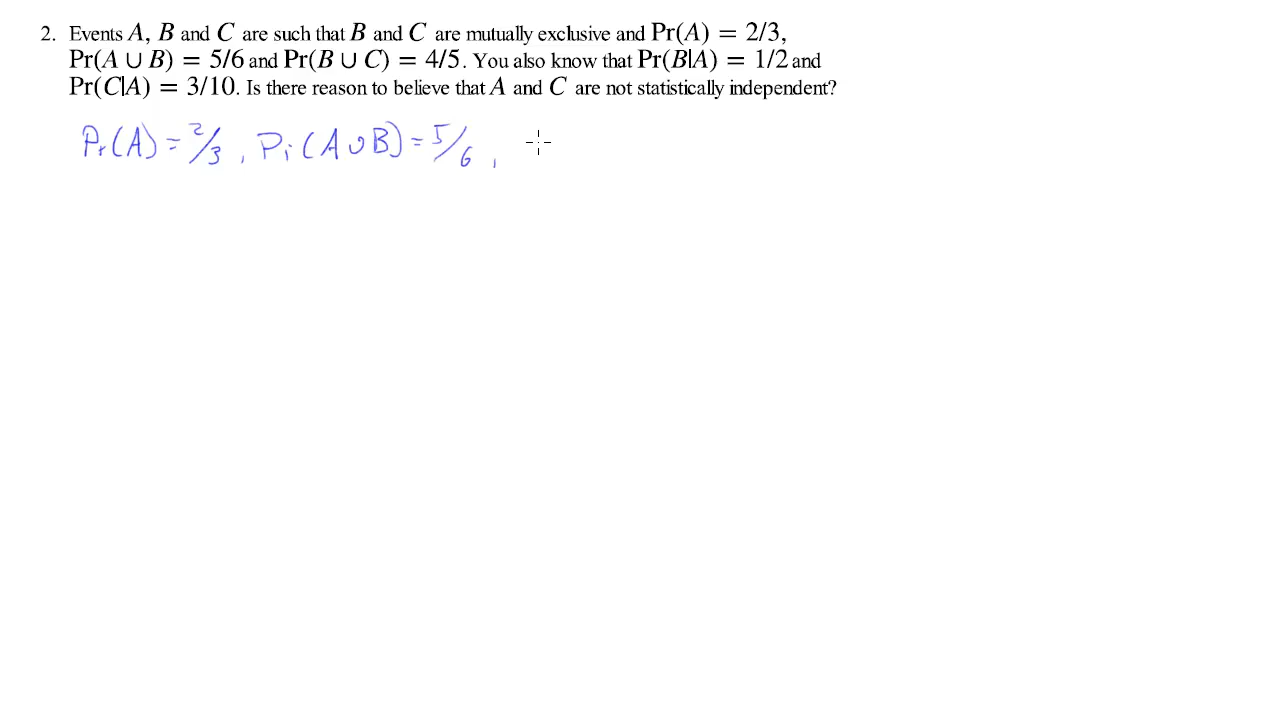 2. Events A, B and C are such that B and C are mutually exclusive and Pr(A) = 2/3,
Pr(A ∪ B) = 5/6 and Pr(B ∪ C) = 4/5. You also know that Pr(B|A) = 1/2 and
Pr(C|A) = 3/10. Is there reason to believe that A and C are not statistically independent?
Pr(A) = 2/3, Pr(A ∪ B) = 5/6,